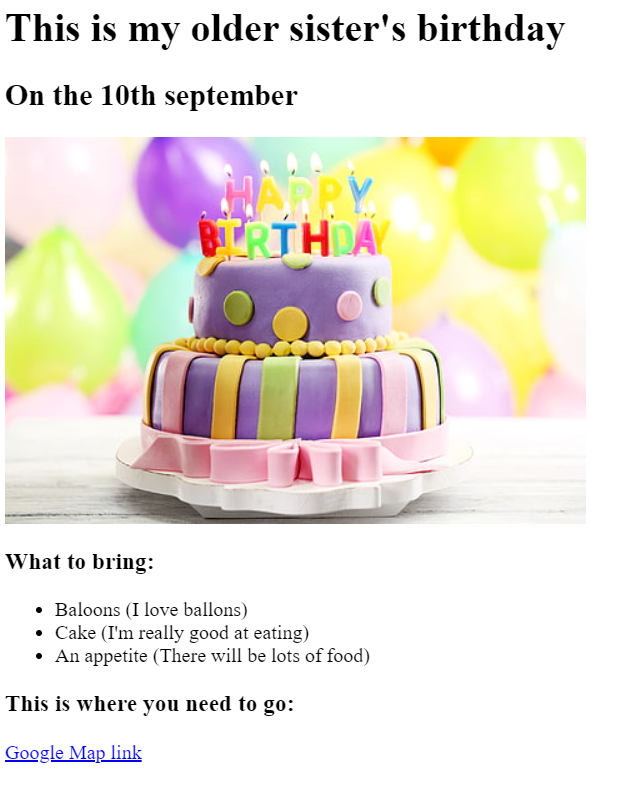 This is my older sister's birthday
On the 10th september
HAPPY
BIRTHDAY
What to bring:
Baloons (I love ballons)
Cake (I'm really good at eating)
An appetite (There will be lots of food)
This is where you need to go:
Google Map link